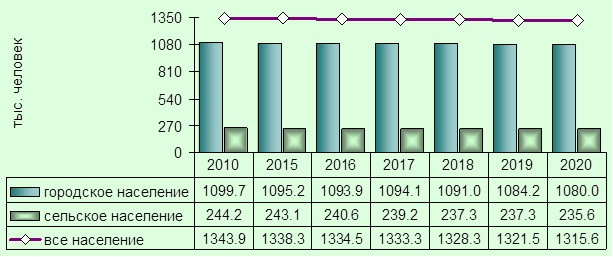 тыс. человек
1350
1080
810
540
270
0
2010 2015 2016 2017 2018 2019 2020
городское население 1099.7 1095.2 1093.9 1094.1 1091.0 1084.2 1080.0
сельское население 244.2 243.1 240.6 239.2 237.3 237.3 235.6
все население 1343.9 1338.3 1334.5 1333.3 1328.3 1321.5 1315.6